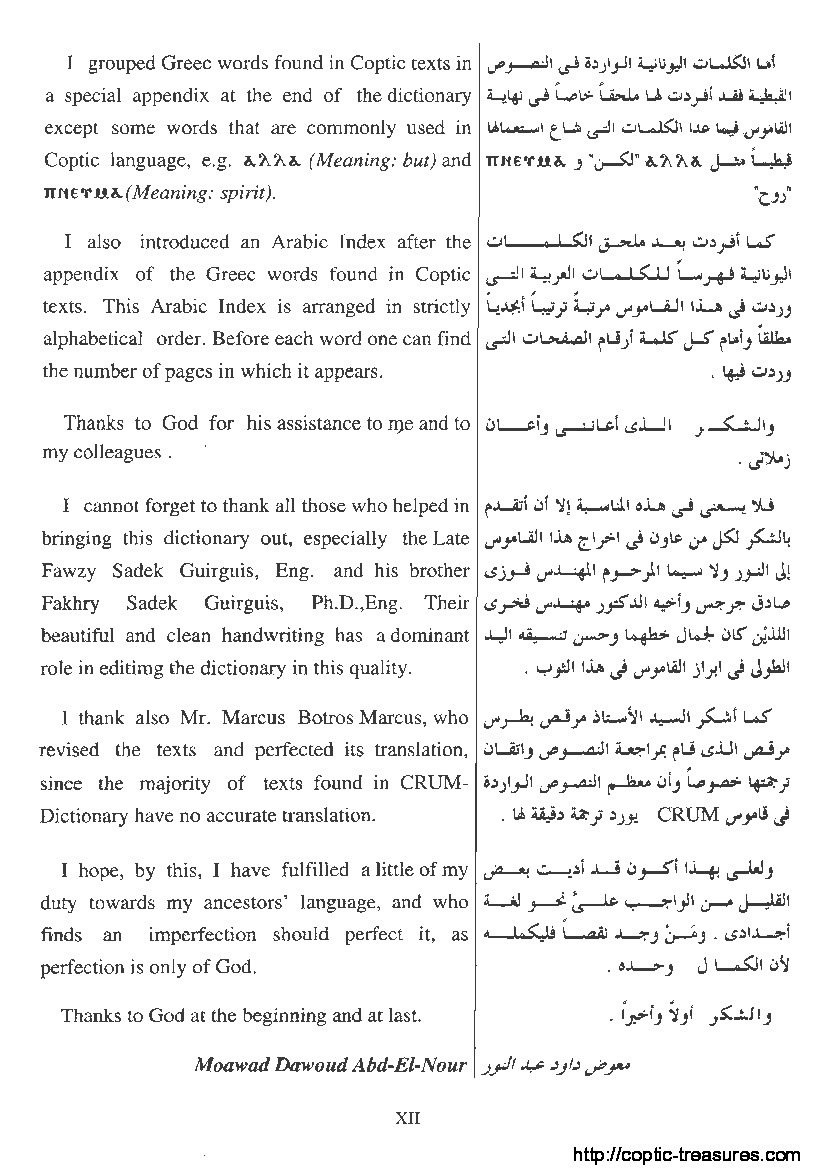 I grouped Greec words found in Coptic texts in
a special appendix at the end of the dictionary
except some words that are commonly used in
Coptic language, e.g. ⲁⲗⲗⲁ (Meaning: but) and
ⲡⲛⲉⲩⲙⲁ (Meaning: spirit).
I also introduced an Arabic Index after the
appendix of the Greec words found in Coptic
texts. This Arabic Index is arranged in strictly
alphabetical order. Before each word one can find
the number of pages in which it appears.
Thanks to God for his assistance to me and to
my colleagues .
I cannot forget to thank all those who helped in
bringing this dictionary out, especially the Late
Fawzy Sadek Guirguis, Eng. and his brother
Fakhry Sadek Guirguis, Ph.D.,Eng. Their
beautiful and clean handwriting has a dominant
role in editimg the dictionary in this quality.
I thank also Mr. Marcus Botros Marcus, who
revised the texts and perfected its translation,
since the majority of texts found in CRUM-
Dictionary have no accurate translation.
I hope, by this, I have fulfilled a little of my
duty towards my ancestors' language, and who
finds an imperfection should perfect it, as
perfection is only of God.
Thanks to God at the beginning and at last.
Moawad Dawoud Abd-El-Nour
أما الكلمات اليونانية الواردة فى النصوص
القبطية فقد أفردت لها ملحقاً خاصاً فى نهاية
القاموس فيما عدا الكلمات التى شاع استعمالها
قبطياً مثل ⲁⲗⲗⲁ "لكن" و ⲡⲛⲉⲩⲙⲁ
"روح"
كما أفردت بعد ملحق الكلمات
اليونانية فهرساً للكلمات العربية التى
وردت فى هذا القاموس مرتبةً ترتيباً أبجدياً
مطلقاً وأمام كل كلمة أرقام الصفحات التى
وردت فيها .
والشكر الذى أعاننى وأعان
زملائى .
فلا يسعنى فى هذه المناسبة إلا أن أتقدم
بالشكر لكل من عاون فى اخراج هذا القاموس
إلى النور ولا سيما المرحوم المهندس فوزى
صادق جرجس وأخيه الدكتور مهندس فخرى
اللذيْن كان لجمال خطهما وحسن تنسيقه اليد
الطولى فى ابراز القاموس فى هذا الثوب .
كما أشكر السيد الأستاذ مرقص بطرس
مرقص الذى قام بمراجعة النصوص واتقان
ترجمتها خصوصاً وأن معظم النصوص الواردة
فى قاموس CRUM يورد ترجمة دقيقة لها .
ولعلى بهذا أكون قد أديت بعض
القليل من الواجب علىُّ نحو لغة
أجدادى . ومَنْ وجد نقصاً فليكمله
لأن الكمال وحده .
والشكر أولاً وأخيراً .
معوض داود عبد النور
XII
http://coptic-treasures.com